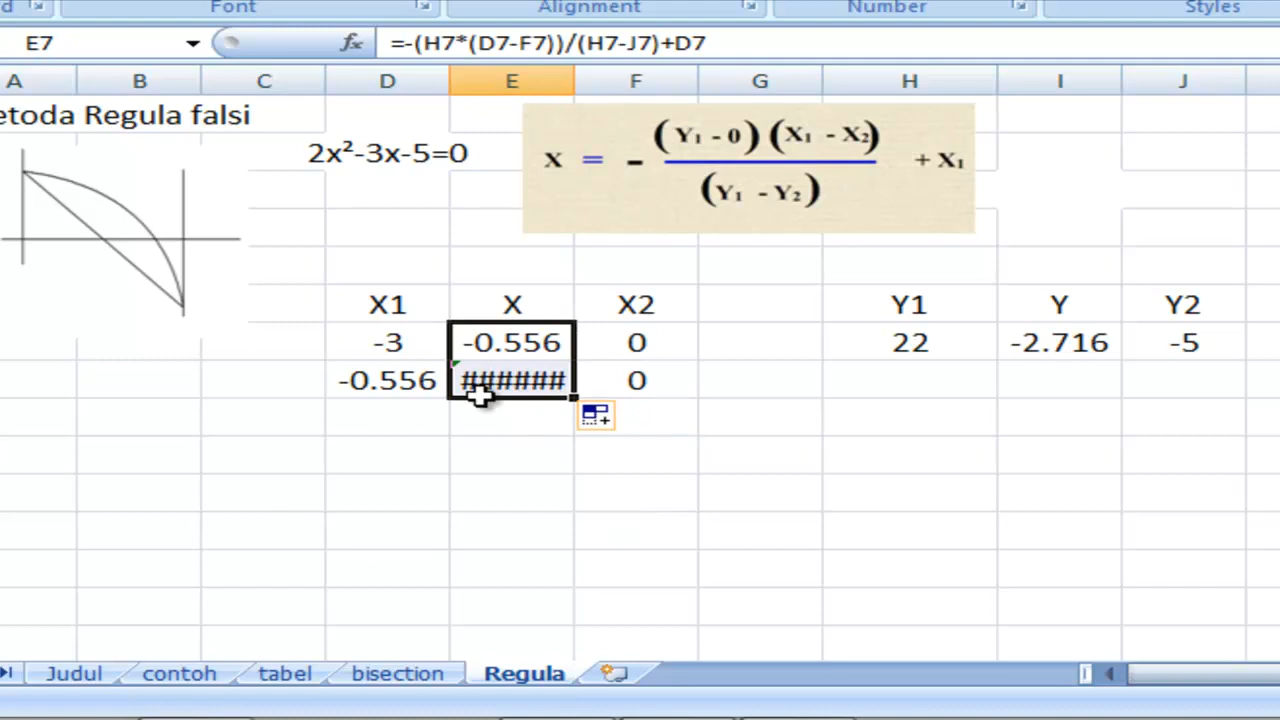 d Font Alignment Number Styles
E7 fx =-(H7*(D7-F7))/(H7-J7)+D7
A B C D E F G H I J
etoda Regula falsi
2x²-3x-5=0
X = - (Y1 - 0) (X1 - X2) / (Y1 - Y2) + X1
X1 X X2 Y1 Y Y2
-3 -0.556 0 22 -2.716 -5
-0.556 ###### 0
Judul contoh tabel bisection Regula